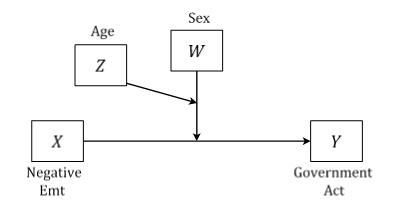 Sex
Age
W
Z
X
Y
Negative
Emt
Government
Act